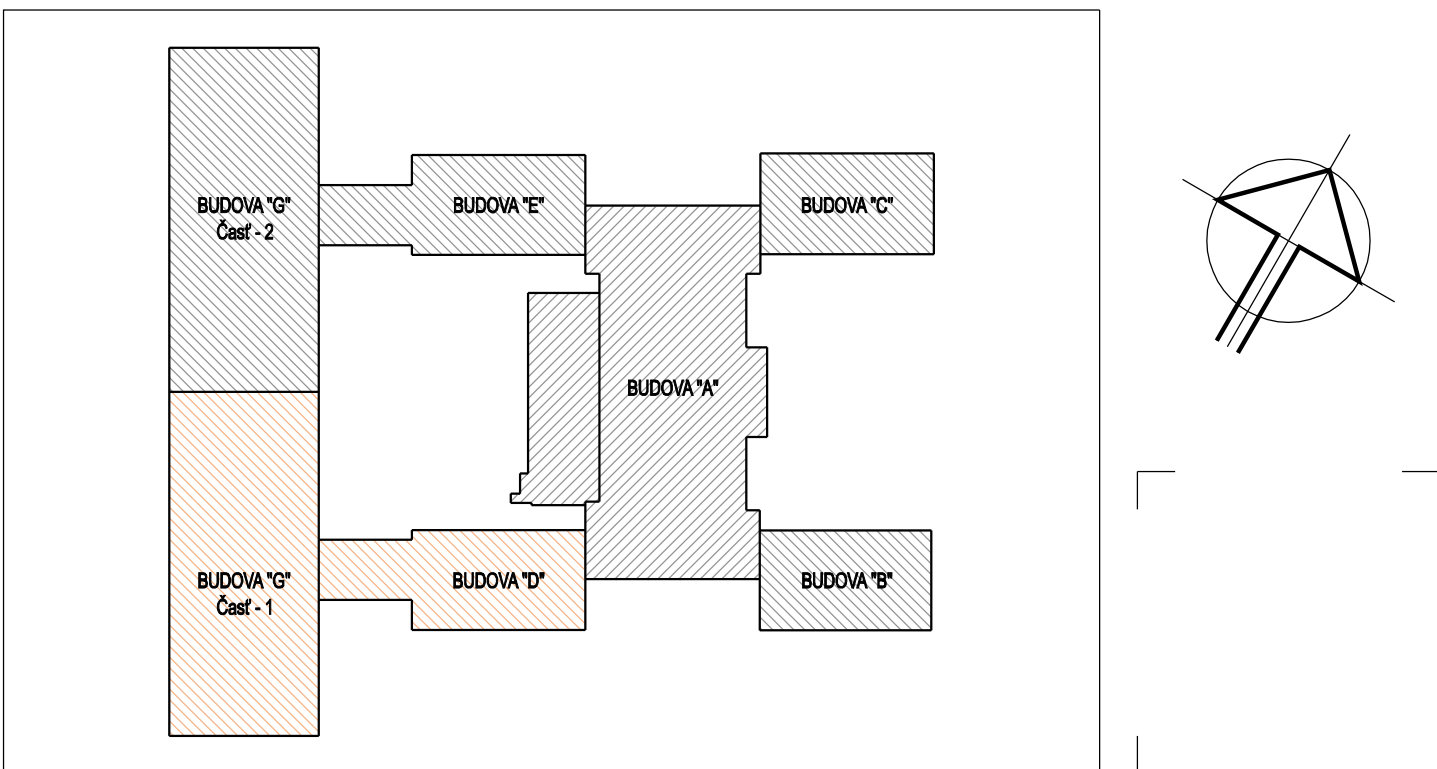 BUDOVA "G"
Časť - 2
BUDOVA "E"
BUDOVA "C"
BUDOVA "A"
BUDOVA "G"
Časť - 1
BUDOVA "D"
BUDOVA "B"